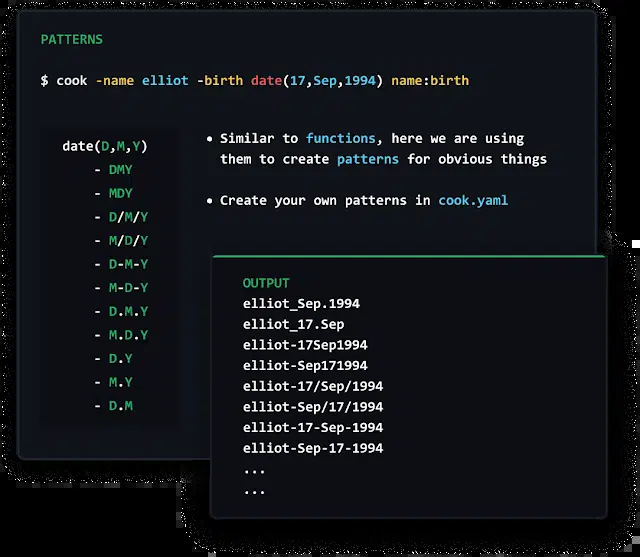 PATTERNS
$ cook -name elliot -birth date(17,Sep,1994) name:birth
date(D,M,Y)
- DMY
- MDY
- D/M/Y
- M/D/Y
- D-M-Y
- M-D-Y
- D.M.Y
- M.D.Y
- D.Y
- M.Y
- D.M
• Similar to functions, here we are using
them to create patterns for obvious things
• Create your own patterns in cook.yaml
OUTPUT
elliot_Sep.1994
elliot_17.Sep
elliot-17Sep1994
elliot-Sep171994
elliot-17/Sep/1994
elliot-Sep/17/1994
elliot-17-Sep-1994
elliot-Sep-17-1994
...
...